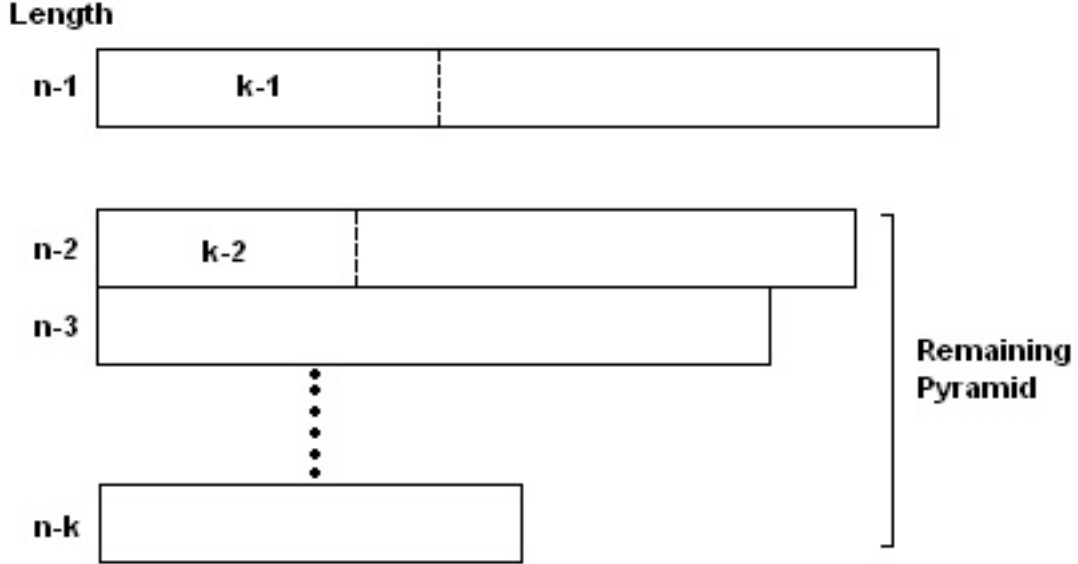 Length
n-1
k-1
n-2
k-2
n-3
Remaining
Pyramid
n-k